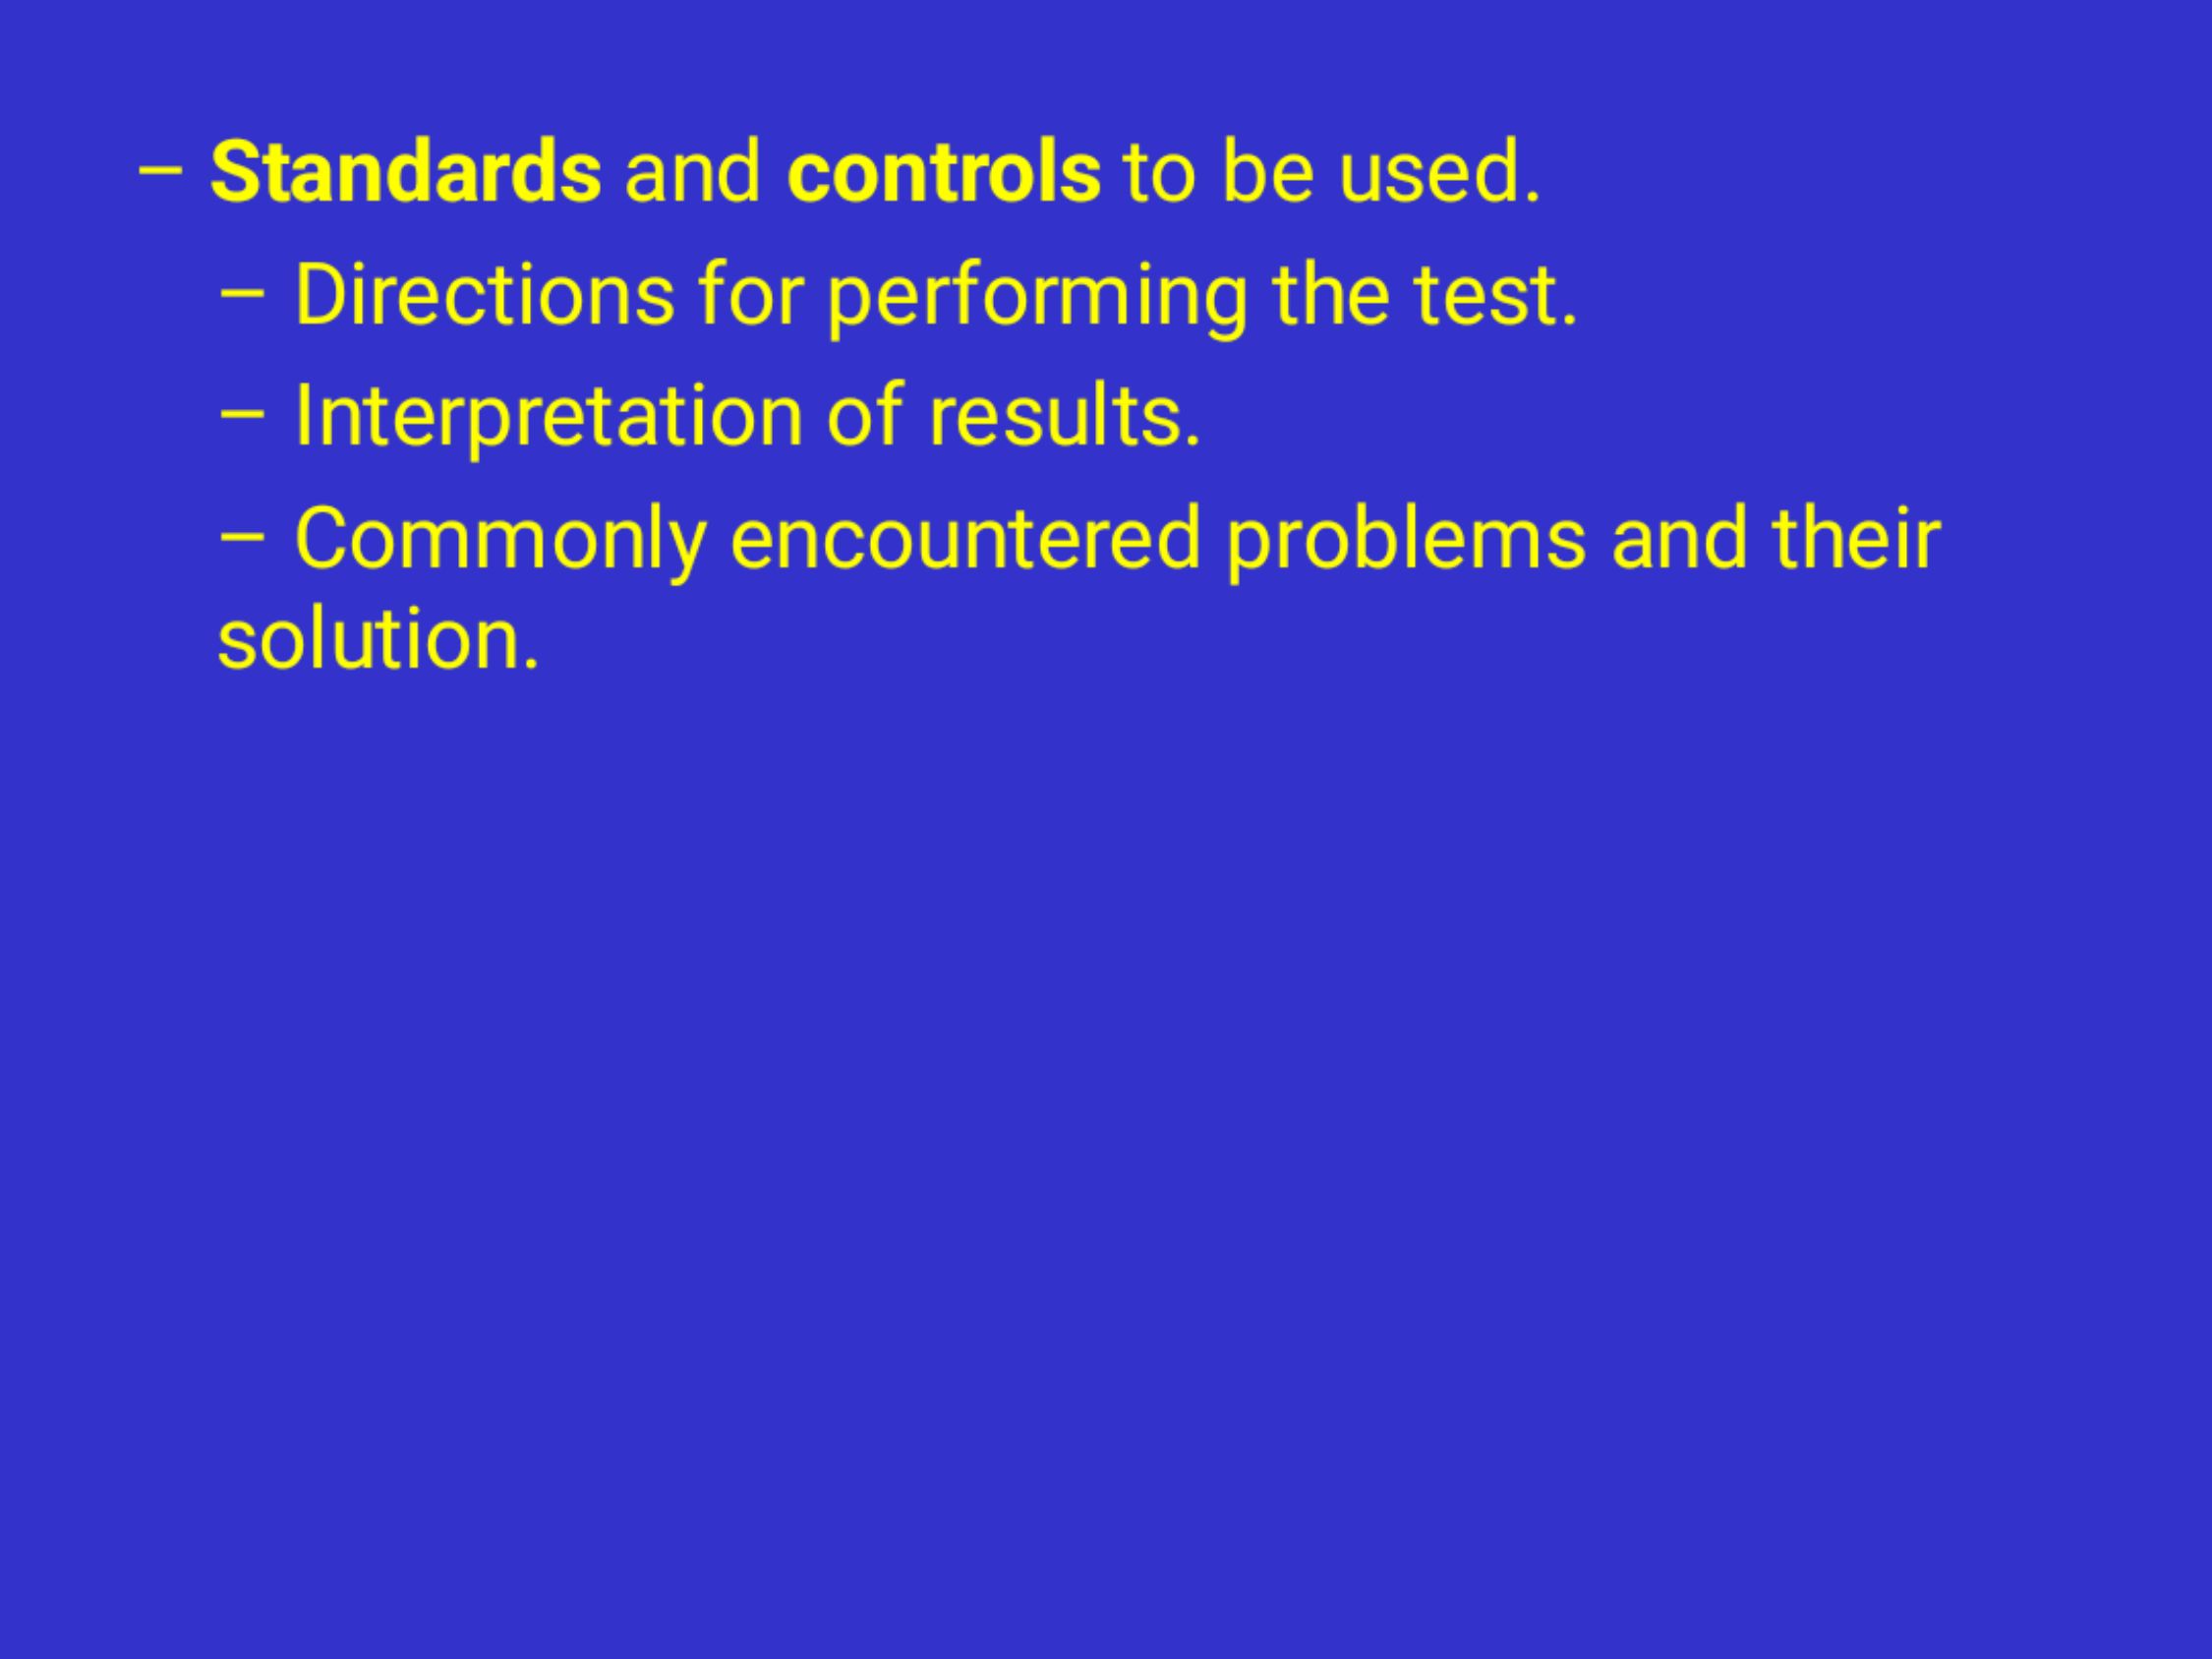 – Standards and controls to be used.
– Directions for performing the test.
– Interpretation of results.
– Commonly encountered problems and their
solution.